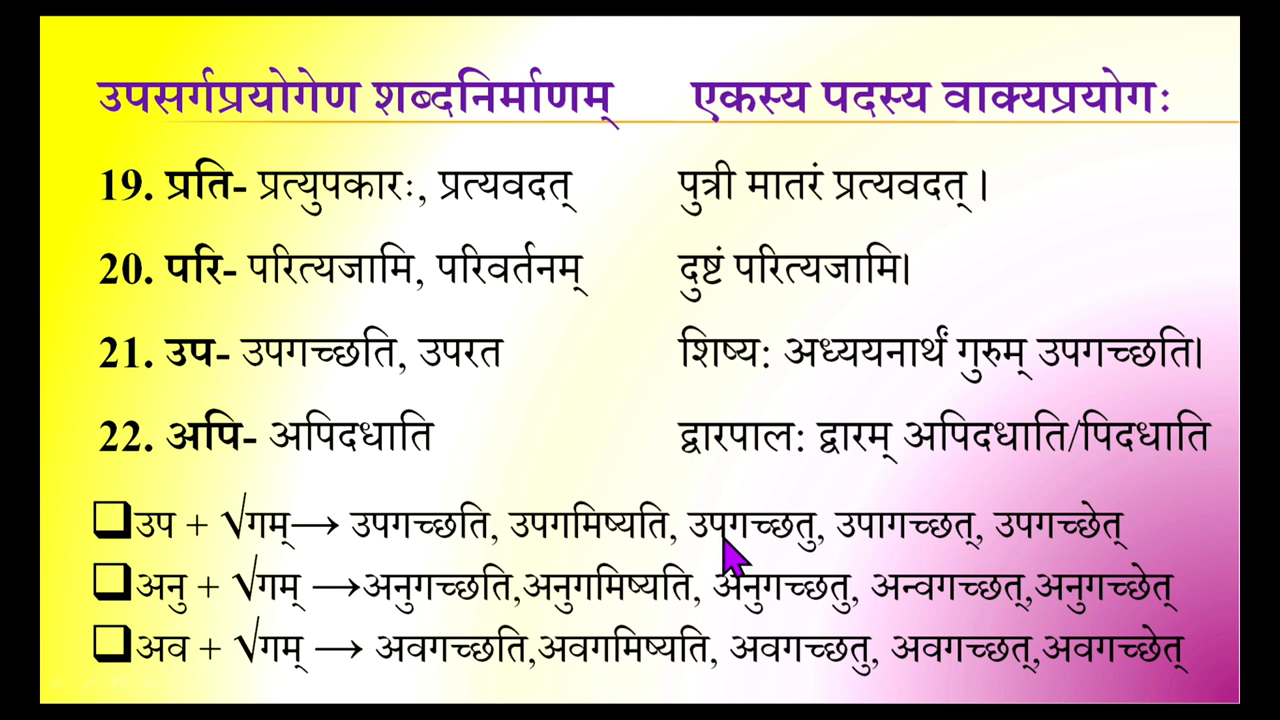 उपसर्गप्रयोगेण शब्दनिर्माणम् एकस्य पदस्य वाक्यप्रयोगः
19. प्रति- प्रत्युपकारः, प्रत्यवदत् पुत्री मातरं प्रत्यवदत् ।
20. परि- परित्यजामि, परिवर्तनम् दुष्टं परित्यजामि।
21. उप- उपगच्छति, उपरत शिष्य: अध्ययनार्थं गुरुम् उपगच्छति।
22. अपि- अपिदधाति द्वारपाल: द्वारम् अपिदधाति/पिदधाति
❑उप + √गम्→ उपगच्छति, उपगमिष्यति, उपगच्छतु, उपागच्छत्, उपगच्छेत्
❑अनु + √गम् →अनुगच्छति,अनुगमिष्यति, अनुगच्छतु, अन्वगच्छत्,अनुगच्छेत्
❑अव + √गम् → अवगच्छति,अवगमिष्यति, अवगच्छतु, अवगच्छत्,अवगच्छेत्